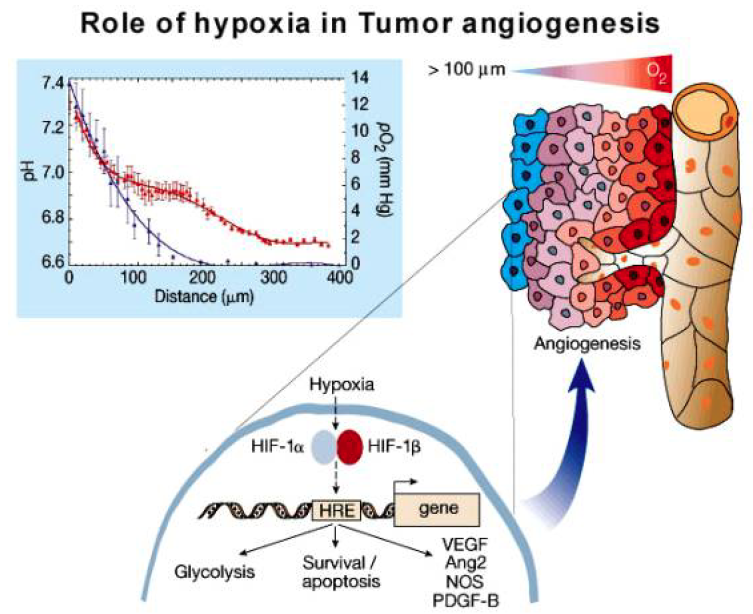 Role of hypoxia in Tumor angiogenesis
7.4
7.2
7.0
6.8
6.6
pH
14
12
10
8
6
4
2
0
pO2 (mm Hg)
0 100 200 300 400
Distance (μm)
> 100 μm
O2
Angiogenesis
Hypoxia
HIF-1α HIF-1β
HRE gene
Glycolysis
Survival /
apoptosis
VEGF
Ang2
NOS
PDGF-B